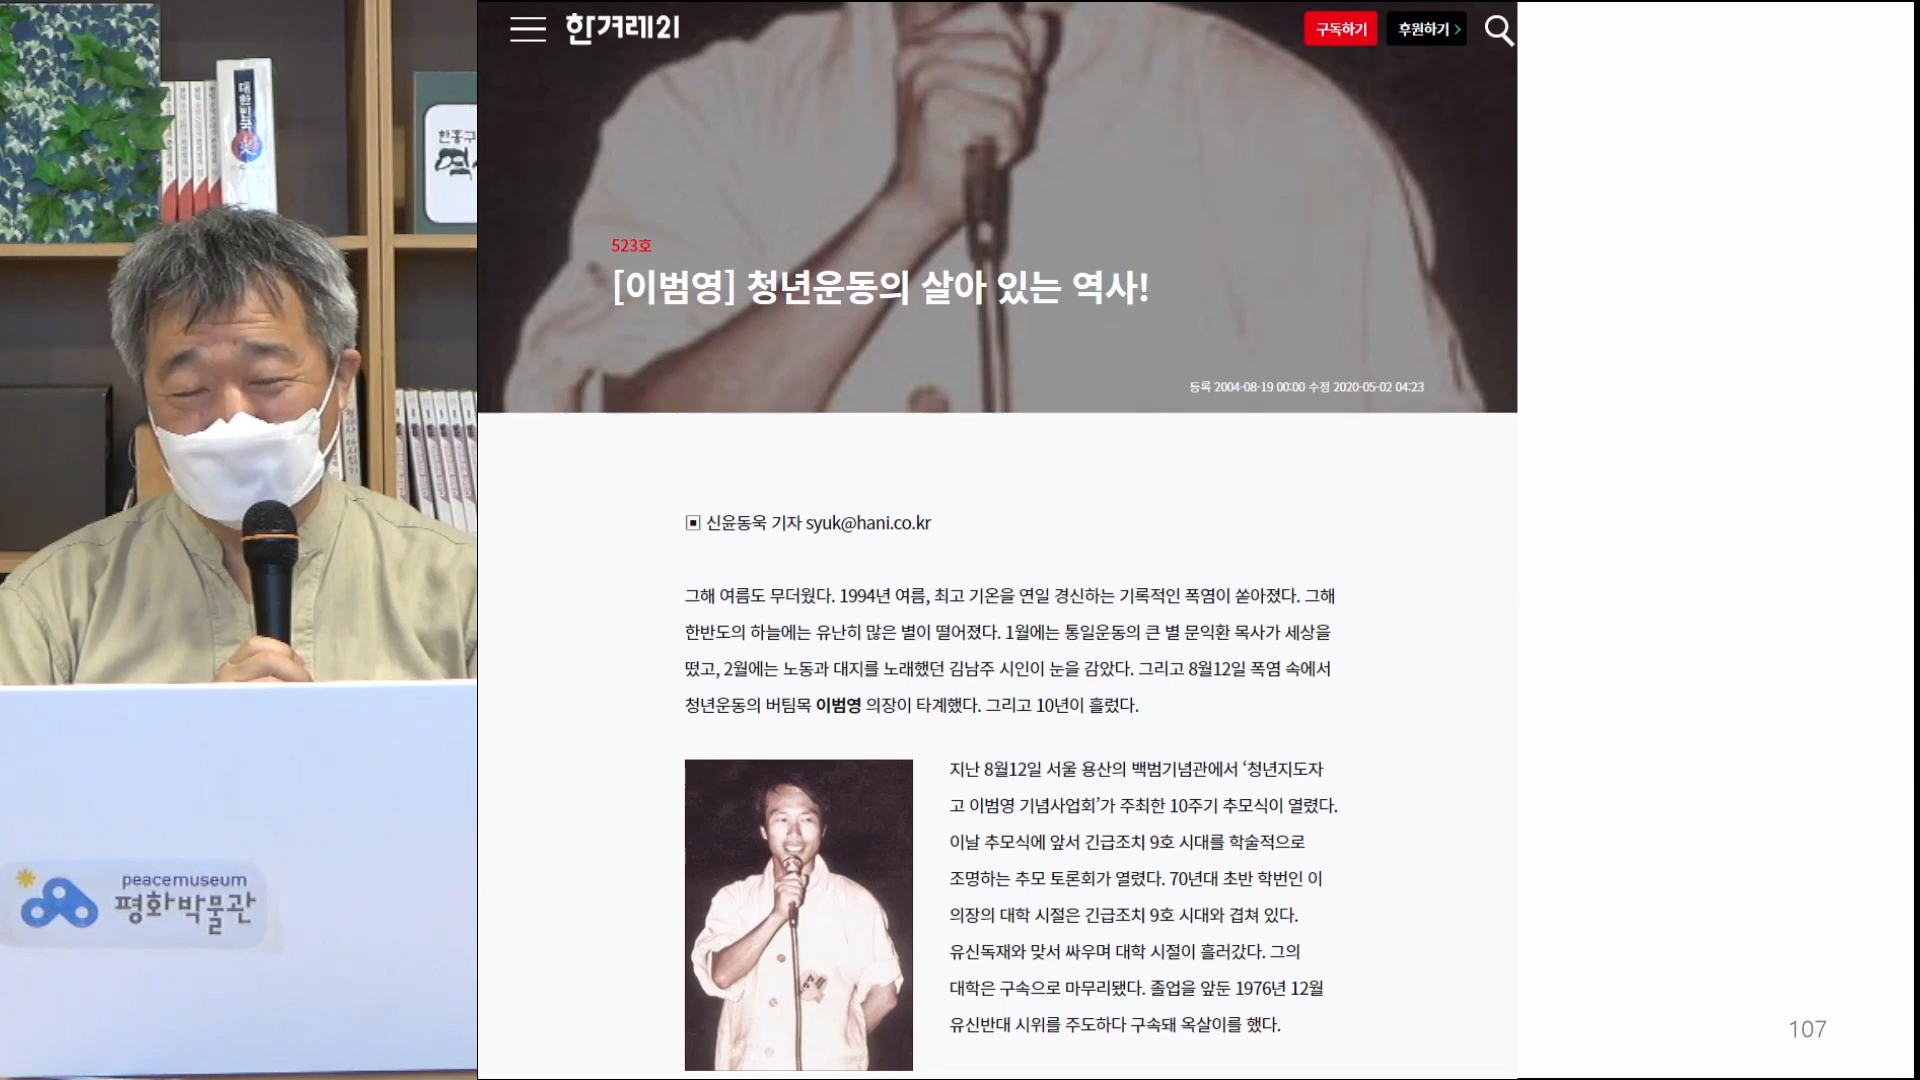 대한민국
한홍구
한겨레21
구독하기
후원하기 >
523호
[이범영] 청년운동의 살아 있는 역사!
등록 2004-08-19 00:00 수정 2020-05-02 04:23
▣ 신윤동욱 기자 syuk@hani.co.kr
그해 여름도 무더웠다. 1994년 여름, 최고 기온을 연일 경신하는 기록적인 폭염이 쏟아졌다. 그해
한반도의 하늘에는 유난히 많은 별이 떨어졌다. 1월에는 통일운동의 큰 별 문익환 목사가 세상을
떴고, 2월에는 노동과 대지를 노래했던 김남주 시인이 눈을 감았다. 그리고 8월12일 폭염 속에서
청년운동의 버팀목 이범영 의장이 타계했다. 그리고 10년이 흘렀다.
지난 8월12일 서울 용산의 백범기념관에서 ‘청년지도자
고 이범영 기념사업회’가 주최한 10주기 추모식이 열렸다.
이날 추모식에 앞서 긴급조치 9호 시대를 학술적으로
조명하는 추모 토론회가 열렸다. 70년대 초반 학번인 이
의장의 대학 시절은 긴급조치 9호 시대와 겹쳐 있다.
유신독재와 맞서 싸우며 대학 시절이 흘러갔다. 그의
대학은 구속으로 마무리됐다. 졸업을 앞둔 1976년 12월
유신반대 시위를 주도하다 구속돼 옥살이를 했다.
peacemuseum
평화박물관
107